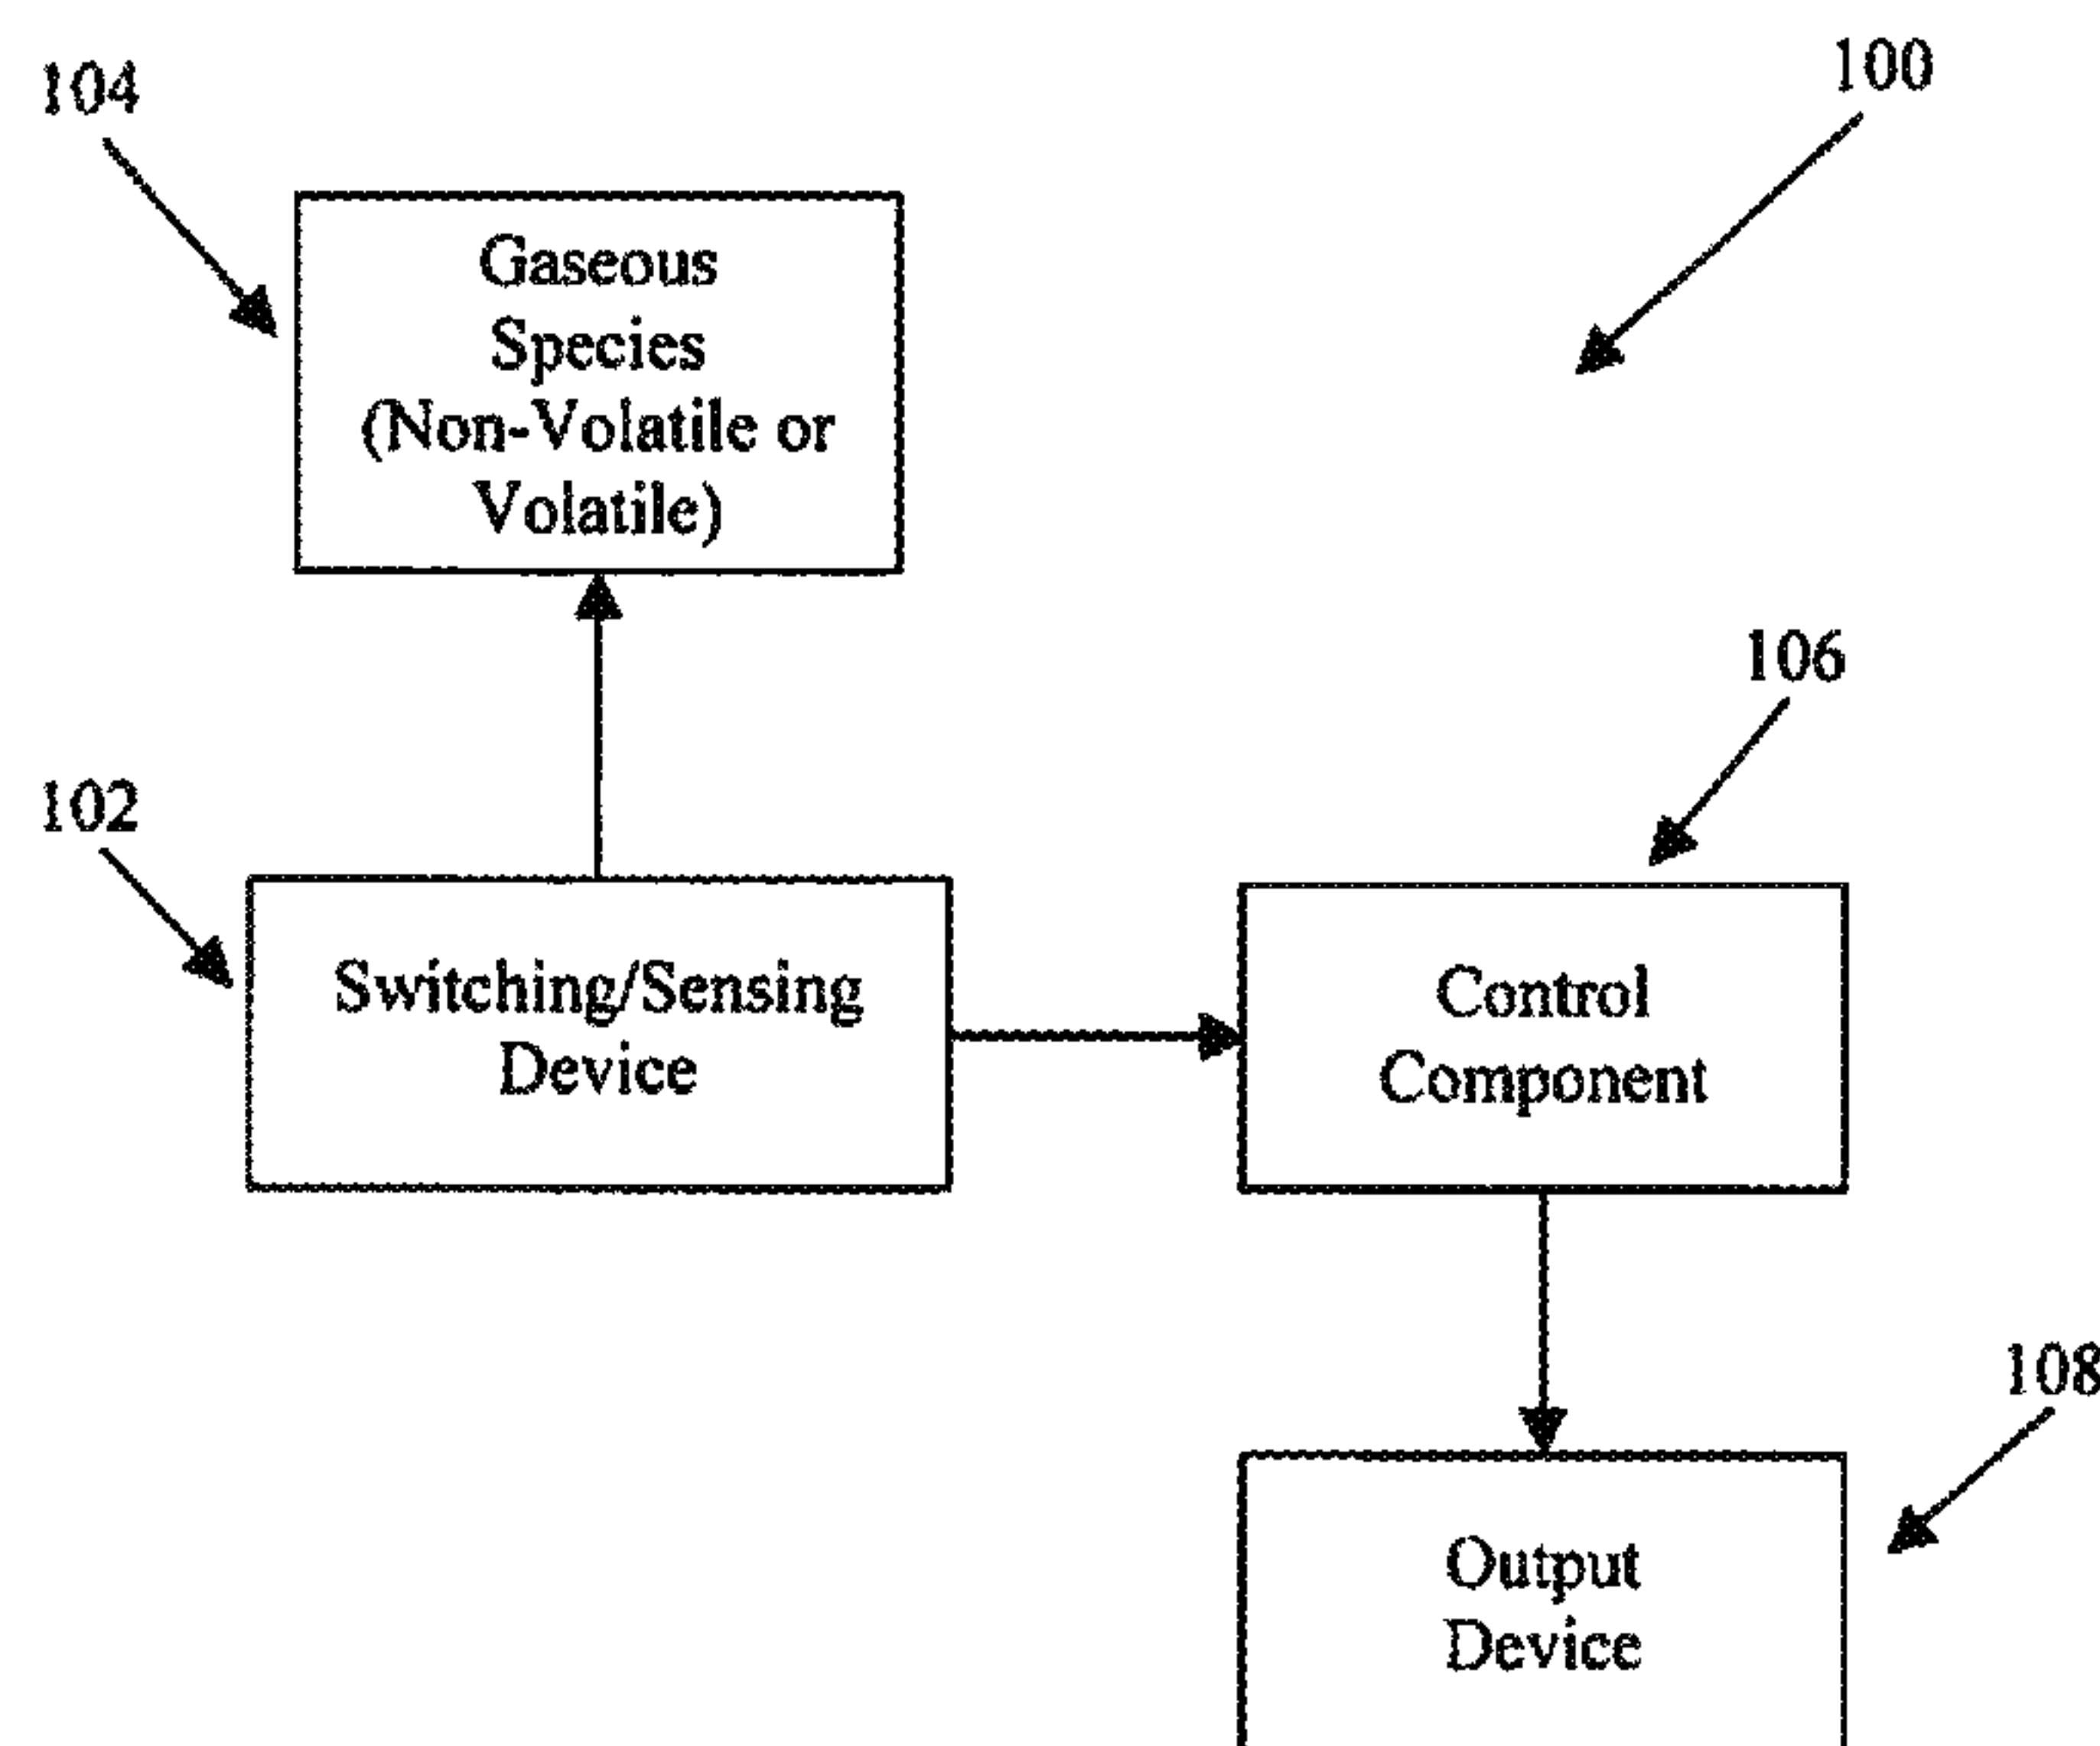 104
100
Gaseous
Species
(Non-Volatile or
Volatile)
106
102
Switching/Sensing
Device
Control
Component
108
Output
Device